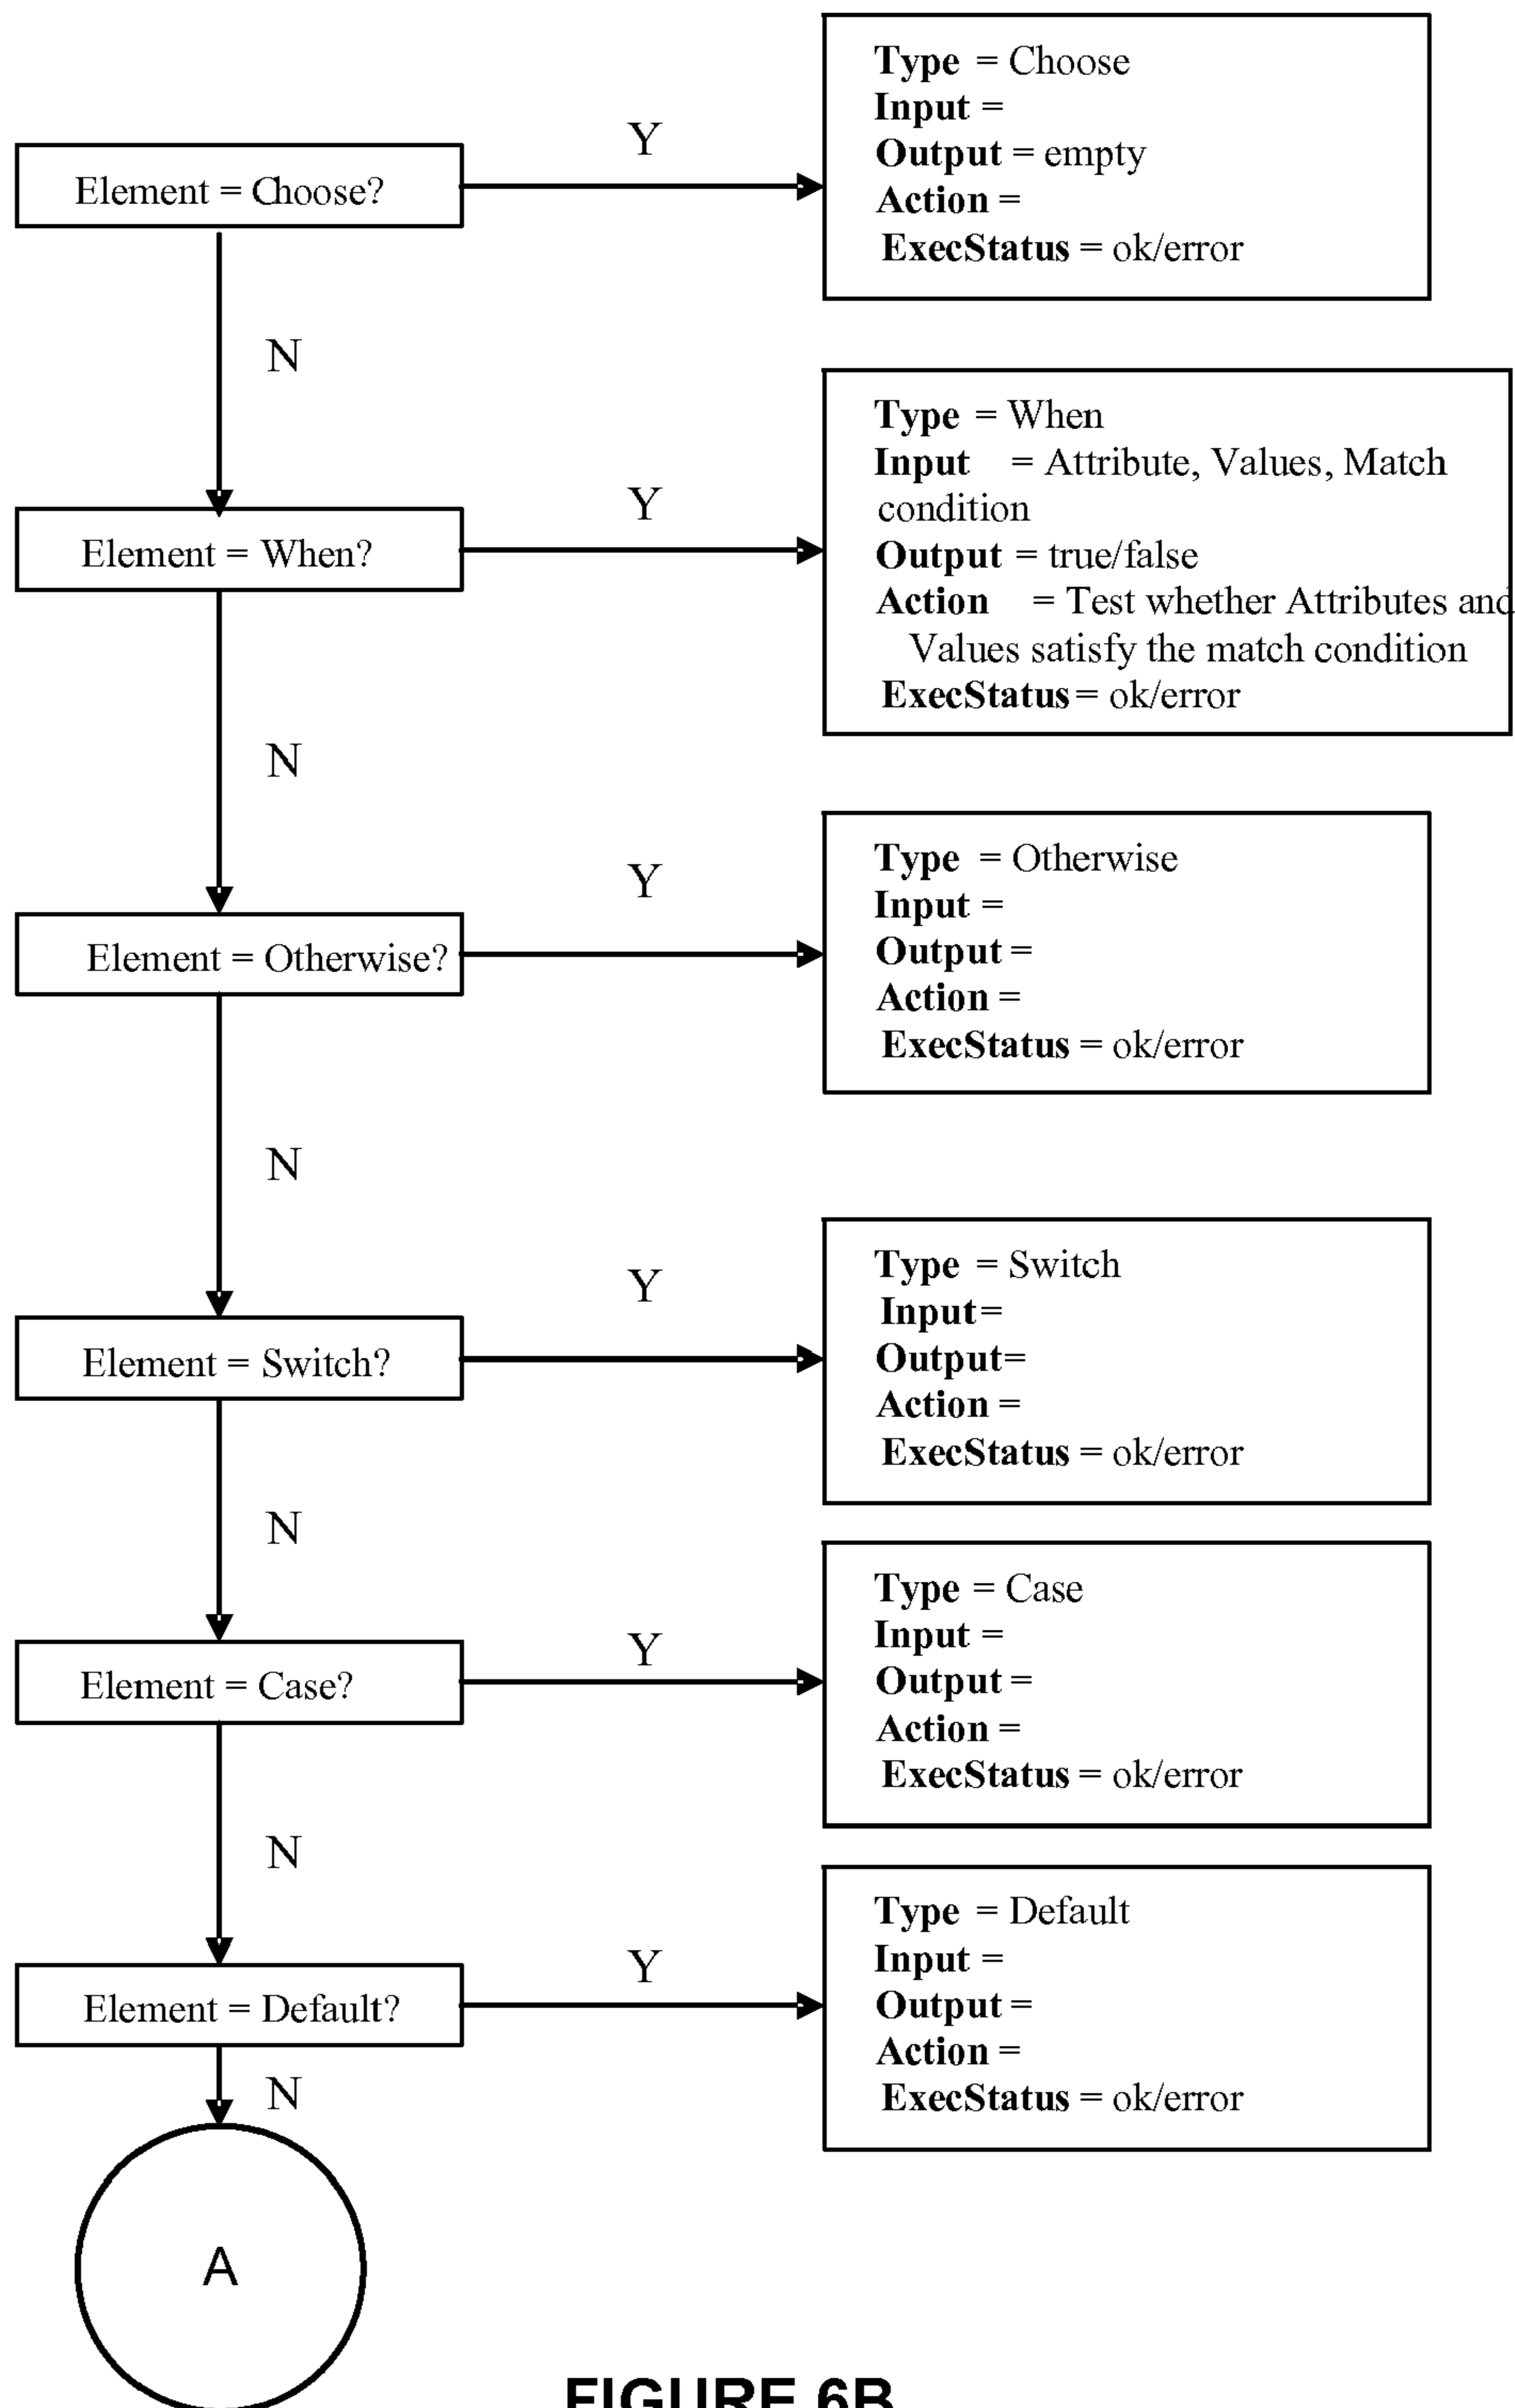 Element = Choose?
Y
Type = Choose
Input =
Output = empty
Action =
ExecStatus = ok/error
N
Element = When?
Y
Type = When
Input = Attribute, Values, Match
condition
Output = true/false
Action = Test whether Attributes and
Values satisfy the match condition
ExecStatus = ok/error
N
Element = Otherwise?
Y
Type = Otherwise
Input =
Output =
Action =
ExecStatus = ok/error
N
Element = Switch?
Y
Type = Switch
Input=
Output=
Action =
ExecStatus = ok/error
N
Element = Case?
Y
Type = Case
Input =
Output =
Action =
ExecStatus = ok/error
N
Element = Default?
Y
Type = Default
Input =
Output =
Action =
ExecStatus = ok/error
N
A
FIGURE 6B